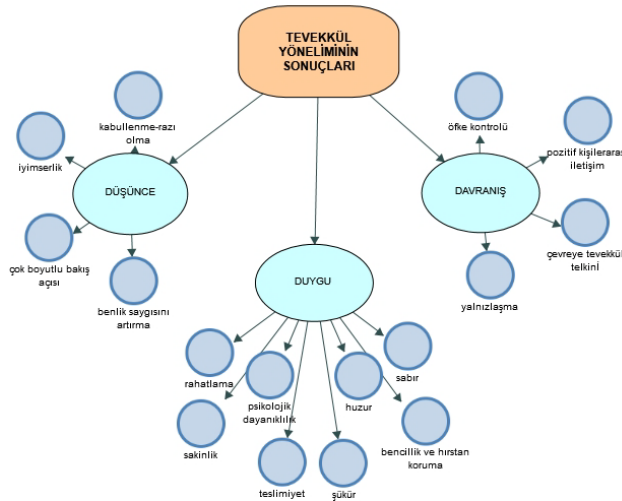 TEVEKKÜL
YÖNELİMİNİN
SONUÇLARI
kabullenme-razı
olma
iyimserlik
DÜŞÜNCE
çok boyutlu bakış
açısı
benlik saygısını
artırma
öfke kontrolü
pozitif kişileraras
iletişim
DAVRANIŞ
çevreye tevekkül
telkini
yalnızlaşma
DUYGU
rahatlama
psikolojik
dayanıklılık
huzur
sabır
sakinlik
teslimiyet
şükür
bencillik ve hırstan
koruma